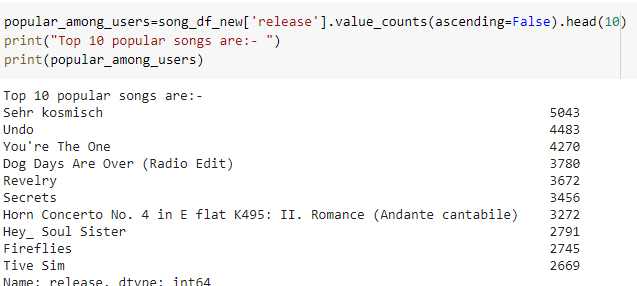 popular_among_users=song_df_new['release'].value_counts(ascending=False).head(10)
print("Top 10 popular songs are:- ")
print(popular_among_users)
Top 10 popular songs are:-
Sehr kosmisch 5043
Undo 4483
You're The One 4270
Dog Days Are Over (Radio Edit) 3780
Revelry 3672
Secrets 3456
Horn Concerto No. 4 in E flat K495: II. Romance (Andante cantabile) 3272
Hey_ Soul Sister 2791
Fireflies 2745
Tive Sim 2669
Name: release, dtype: int64